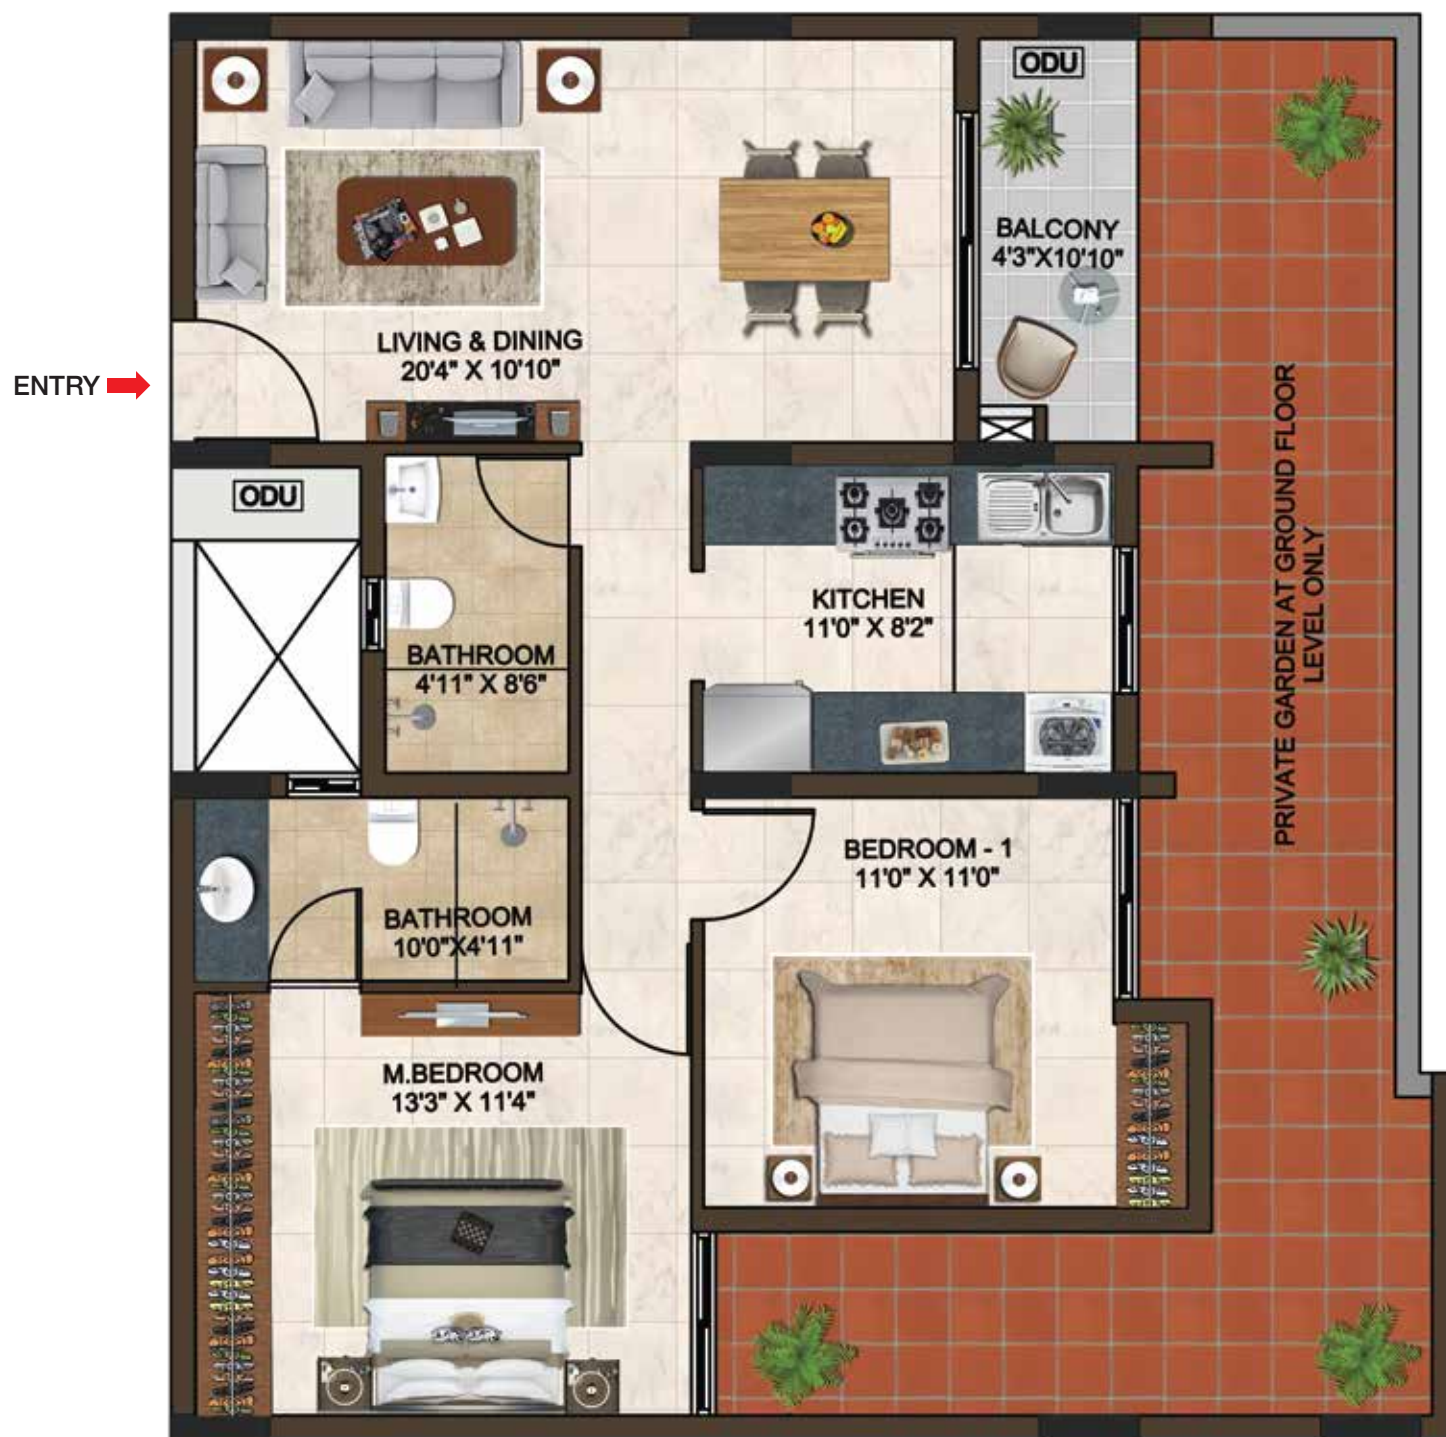 ODU
BALCONY
4'3"X10'10"
LIVING & DINING
20'4" X 10'10"
ENTRY
ODU
KITCHEN
11'0" X 8'2"
BATHROOM
4'11" X 8'6"
PRIVATE GARDEN AT GROUND FLOOR
LEVEL ONLY
BEDROOM - 1
11'0" X 11'0"
BATHROOM
10'0"X4'11"
M.BEDROOM
13'3" X 11'4"